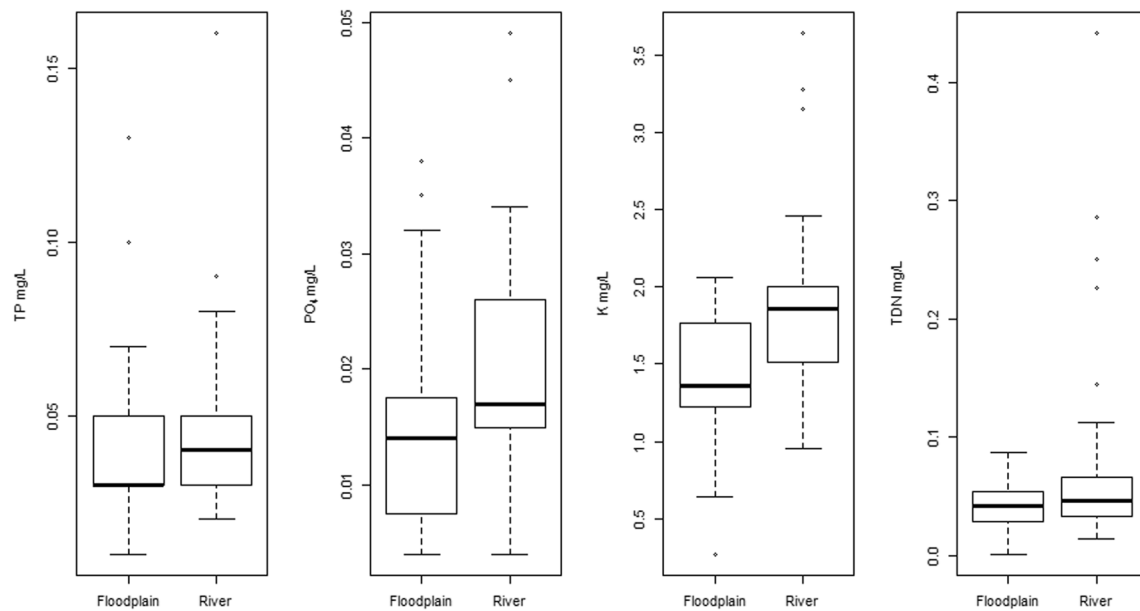 TP mg/L
0.15
0.10
0.05
Floodplain River
PO₄ mg/L
0.05
0.04
0.03
0.02
0.01
Floodplain River
K mg/L
3.5
3.0
2.5
2.0
1.5
1.0
0.5
Floodplain River
TDN mg/L
0.4
0.3
0.2
0.1
0.0
Floodplain River